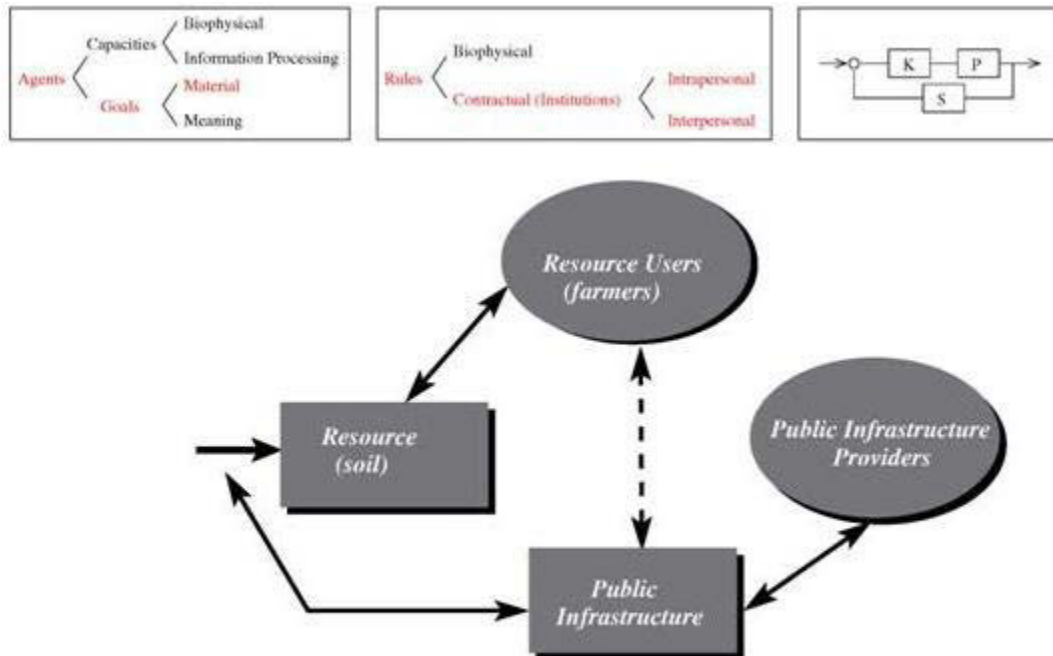 Biophysical
Capacities
Information Processing
Agents
Material
Goals
Meaning
Biophysical
Rules
Intrapersonal
Contractual (Institutions)
Interpersonal
K
P
S
Resource Users
(farmers)
Resource
(soil)
Public Infrastructure
Providers
Public
Infrastructure